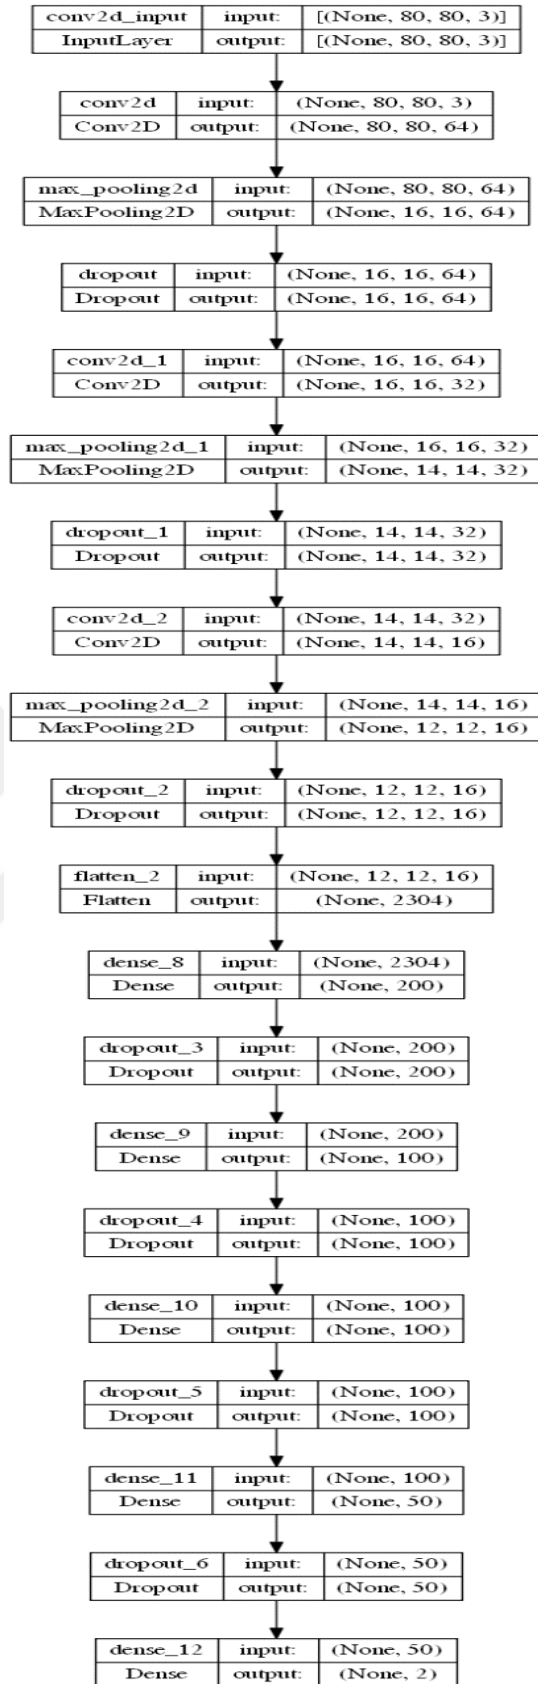 conv2d_input input: [(None, 80, 80, 3)]
InputLayer output: [(None, 80, 80, 3)]
conv2d input: (None, 80, 80, 3)
Conv2D output: (None, 80, 80, 64)
max_pooling2d input: (None, 80, 80, 64)
MaxPooling2D output: (None, 16, 16, 64)
dropout input: (None, 16, 16, 64)
Dropout output: (None, 16, 16, 64)
conv2d_1 input: (None, 16, 16, 64)
Conv2D output: (None, 16, 16, 32)
max_pooling2d_1 input: (None, 16, 16, 32)
MaxPooling2D output: (None, 14, 14, 32)
dropout_1 input: (None, 14, 14, 32)
Dropout output: (None, 14, 14, 32)
conv2d_2 input: (None, 14, 14, 32)
Conv2D output: (None, 14, 14, 16)
max_pooling2d_2 input: (None, 14, 14, 16)
MaxPooling2D output: (None, 12, 12, 16)
dropout_2 input: (None, 12, 12, 16)
Dropout output: (None, 12, 12, 16)
flatten_2 input: (None, 12, 12, 16)
Flatten output: (None, 2304)
dense_8 input: (None, 2304)
Dense output: (None, 200)
dropout_3 input: (None, 200)
Dropout output: (None, 200)
dense_9 input: (None, 200)
Dense output: (None, 100)
dropout_4 input: (None, 100)
Dropout output: (None, 100)
dense_10 input: (None, 100)
Dense output: (None, 100)
dropout_5 input: (None, 100)
Dropout output: (None, 100)
dense_11 input: (None, 100)
Dense output: (None, 50)
dropout_6 input: (None, 50)
Dropout output: (None, 50)
dense_12 input: (None, 50)
Dense output: (None, 2)